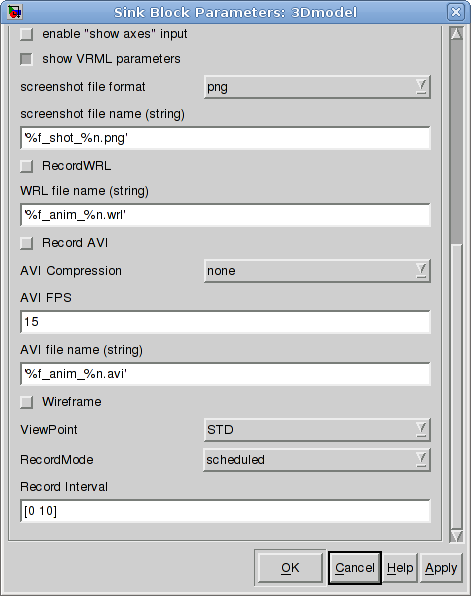 Sink Block Parameters: 3Dmodel
enable "show axes" input
show VRML parameters
screenshot file format png
screenshot file name (string)
'%f_shot_%n.png'
RecordWRL
WRL file name (string)
'%f_anim_%n.wrl'
Record AVI
AVI Compression none
AVI FPS
15
AVI file name (string)
'%f_anim_%n.avi'
Wireframe
ViewPoint STD
RecordMode scheduled
Record Interval
[0 10]
OK Cancel Help Apply